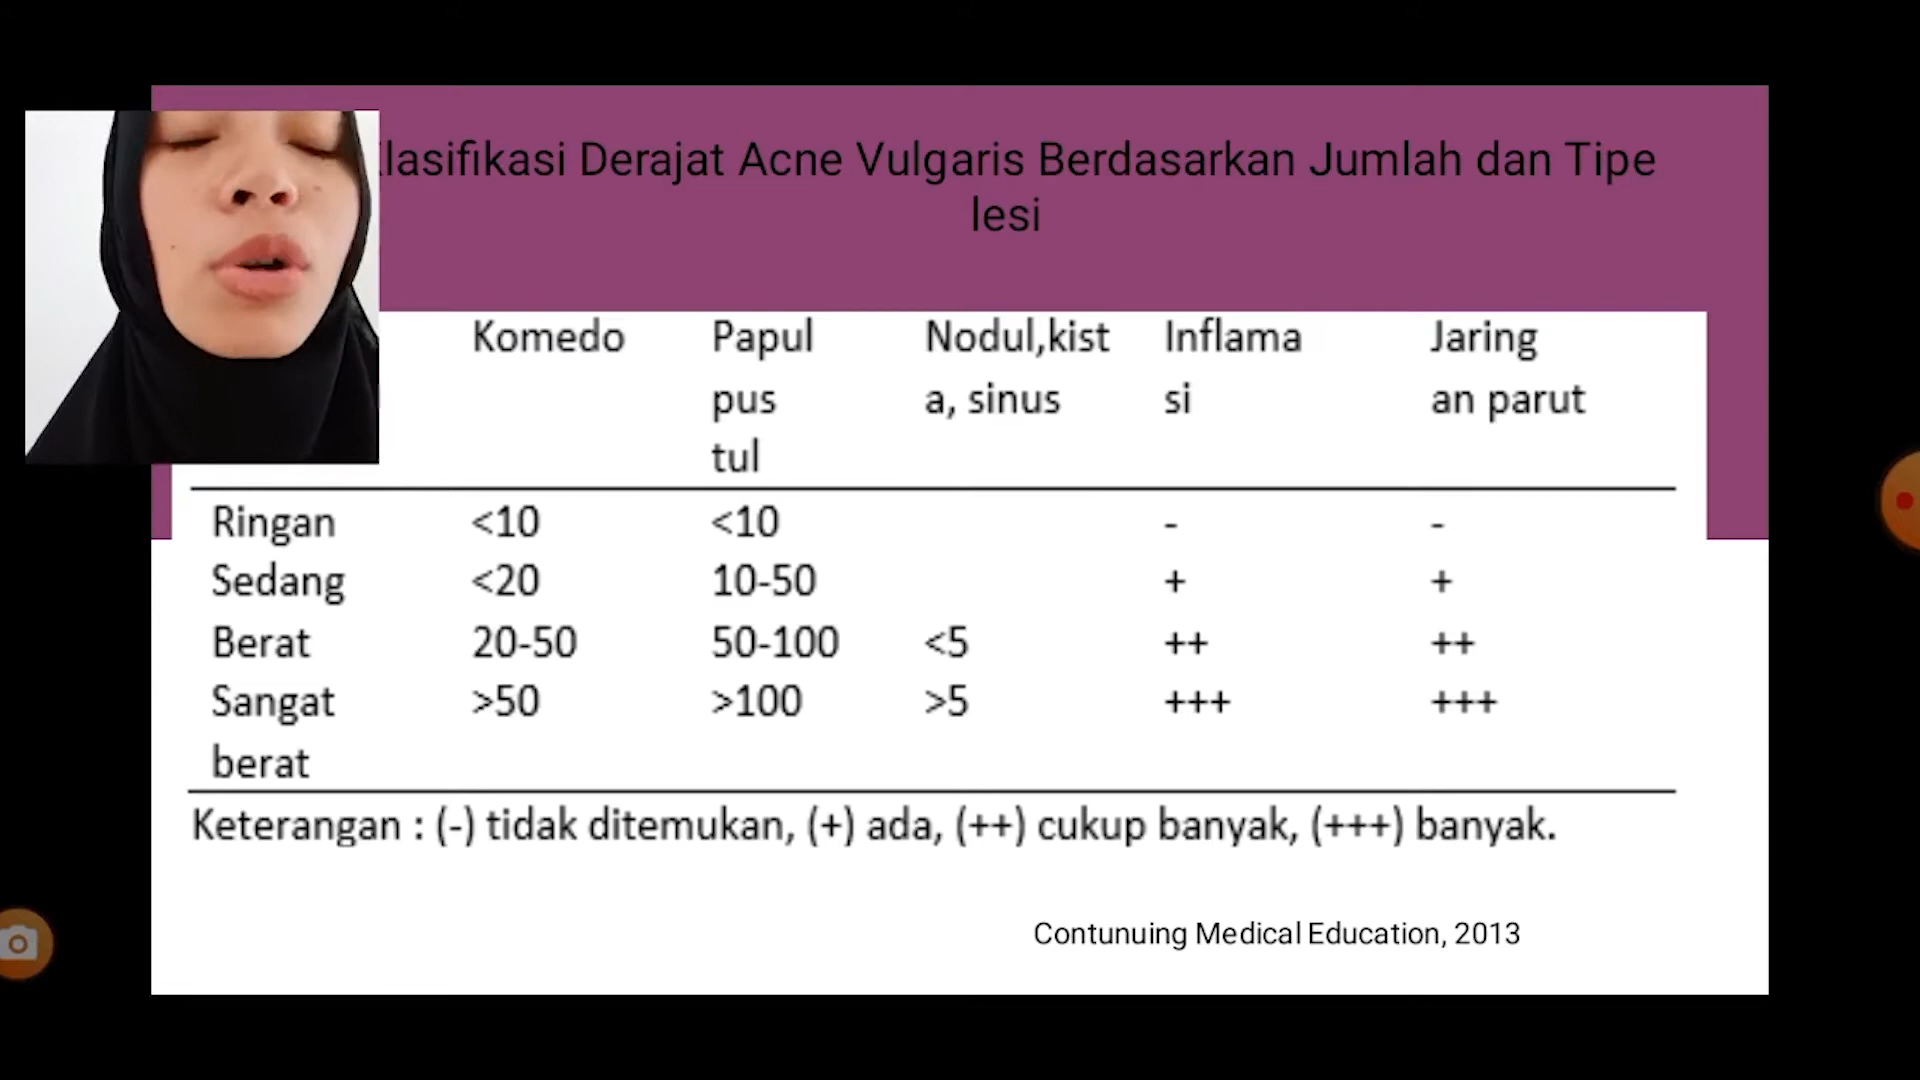 lasifikasi Derajat Acne Vulgaris Berdasarkan Jumlah dan Tipe
lesi
Komedo Papul Nodul,kist Inflama Jaring
pus a, sinus si an parut
tul
Ringan <10 <10 - -
Sedang <20 10-50 + +
Berat 20-50 50-100 <5 ++ ++
Sangat >50 >100 >5 +++ +++
berat
Keterangan : (-) tidak ditemukan, (+) ada, (++) cukup banyak, (+++) banyak.
Contunuing Medical Education, 2013